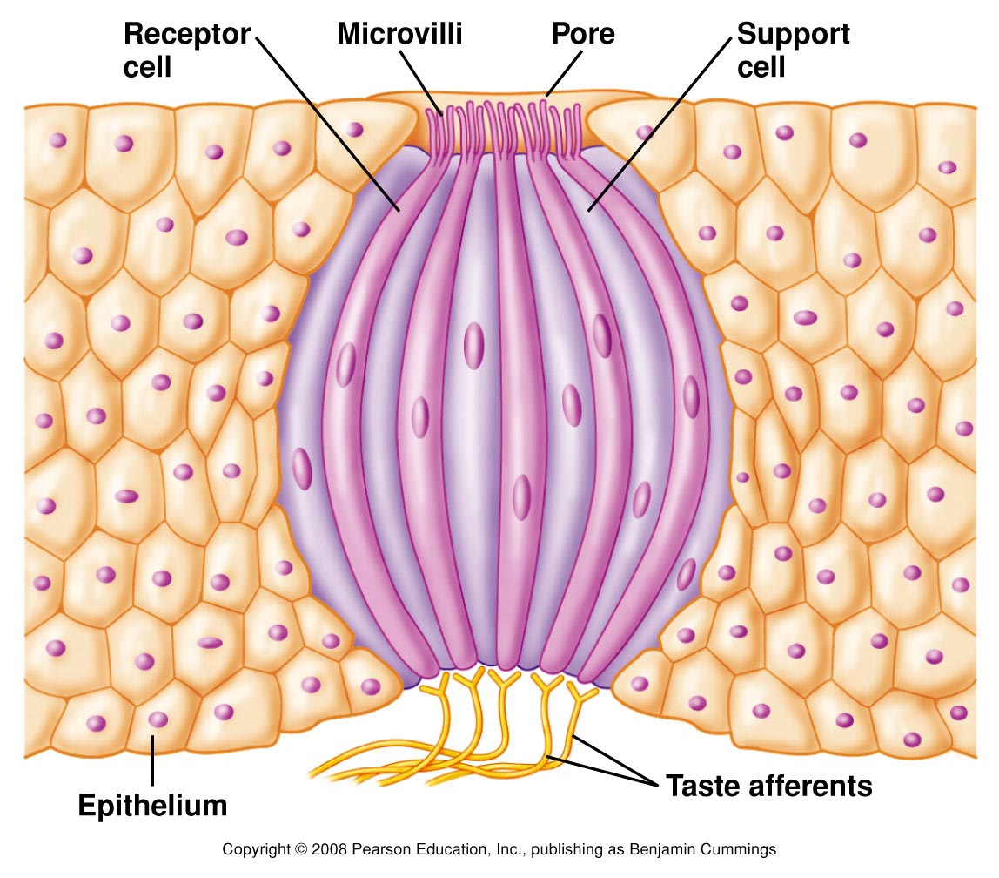 Receptor
cell
Microvilli
Pore
Support
cell
Epithelium
Taste afferents
Copyright © 2008 Pearson Education, Inc., publishing as Benjamin Cummings